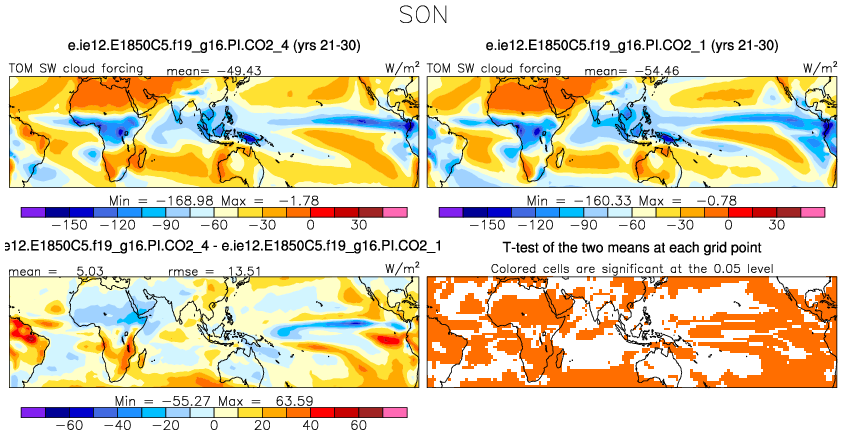 SON
e.ie12.E1850C5.f19_g16.PI.CO2_4 (yrs 21-30)
e.ie12.E1850C5.f19_g16.PI.CO2_1 (yrs 21-30)
TOM SW cloud forcing mean= −49.43 W/m²
TOM SW cloud forcing mean= −54.46 W/m²
Min = −168.98 Max = −1.78
Min = −160.33 Max = −0.78
−150 −120 −90 −60 −30 0 30
−150 −120 −90 −60 −30 0 30
e12.E1850C5.f19_g16.PI.CO2_4 - e.ie12.E1850C5.f19_g16.PI.CO2_1
T-test of the two means at each grid point
mean = 5.03 rmse = 13.51 W/m²
Colored cells are significant at the 0.05 level
Min = −55.27 Max = 63.59
−60 −40 −20 0 20 40 60